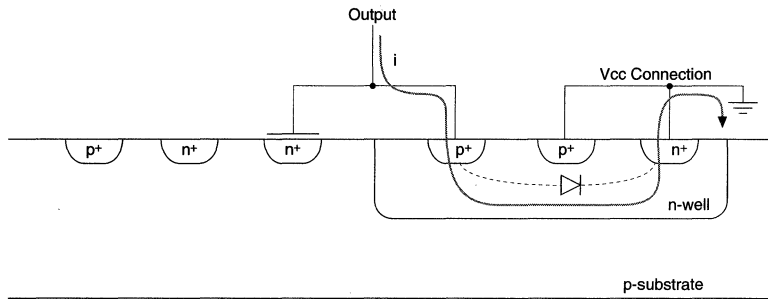 Output
i
Vcc Connection
p+ n+ n+ p+ p+ n+
n-well
p-substrate